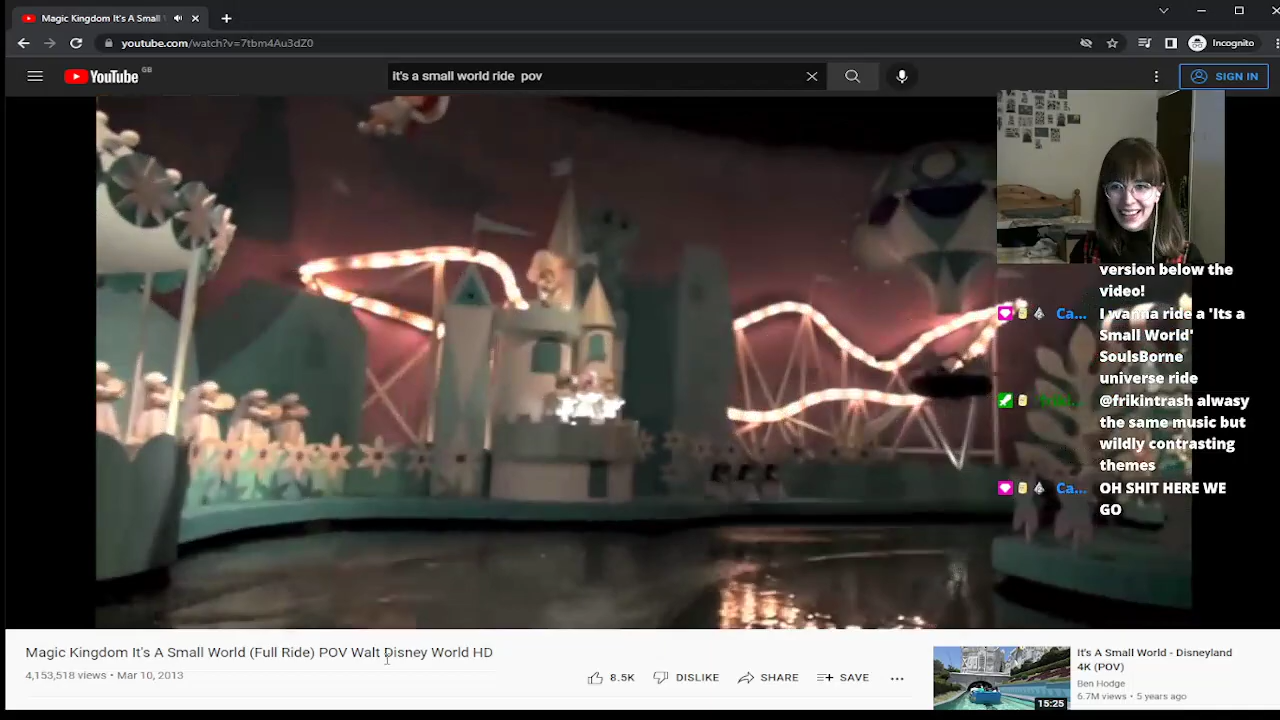 Magic Kingdom It's A Small
youtube.com/watch?v=7tbm4Au3dZ0
Incognito
YouTube GB
it's a small world ride pov
SIGN IN
version below the
video!
Ca... I wanna ride a 'Its a
Small World'
SoulsBorne
universe ride
@frikintrash alwasy
the same music but
wildly contrasting
themes
Ca... OH SHIT HERE WE
GO
Magic Kingdom It's A Small World (Full Ride) POV Walt Disney World HD
4,153,518 views • Mar 10, 2013
8.5K
DISLIKE
SHARE
SAVE
It's A Small World - Disneyland
4K (POV)
Ben Hodge
6.7M views • 5 years ago
15:25